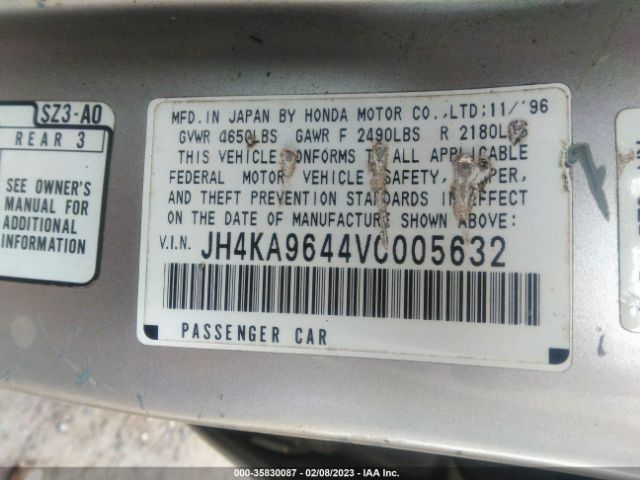 SZ3-A0
REAR 3
SEE OWNER'S
MANUAL FOR
ADDITIONAL
INFORMATION
MFD.IN JAPAN BY HONDA MOTOR CO.,LTD;11/'96
GVWR 4650LBS GAWR F 2490LBS R 2180LBS
THIS VEHICLE CONFORMS TO ALL APPLICABLE
FEDERAL MOTOR VEHICLE SAFETY, BUMPER,
AND THEFT PREVENTION STANDARDS IN EFFECT
ON THE DATE OF MANUFACTURE SHOWN ABOVE:
V.I.N. JH4KA9644VC005632
PASSENGER CAR
000-35830087 - 02/08/2023 - IAA Inc.